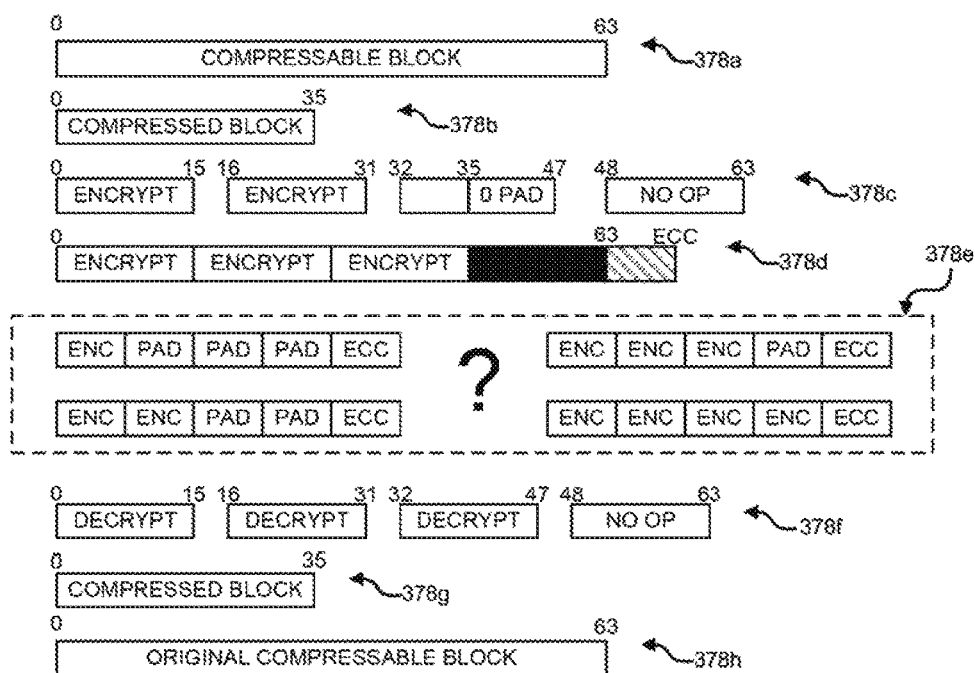 0 63
COMPRESSABLE BLOCK 378a
0 35
COMPRESSED BLOCK 378b
0 15 16 31 32 35 47 48 63
ENCRYPT ENCRYPT 0 PAD NO OP 378c
0 63 ECC
ENCRYPT ENCRYPT ENCRYPT 378d
378e
ENC PAD PAD PAD ECC ENC ENC ENC PAD ECC
?
ENC ENC PAD PAD ECC ENC ENC ENC ENC ECC
0 15 16 31 32 47 48 63
DECRYPT DECRYPT DECRYPT NO OP 378f
0 35
COMPRESSED BLOCK 378g
0 63
ORIGINAL COMPRESSABLE BLOCK 378h